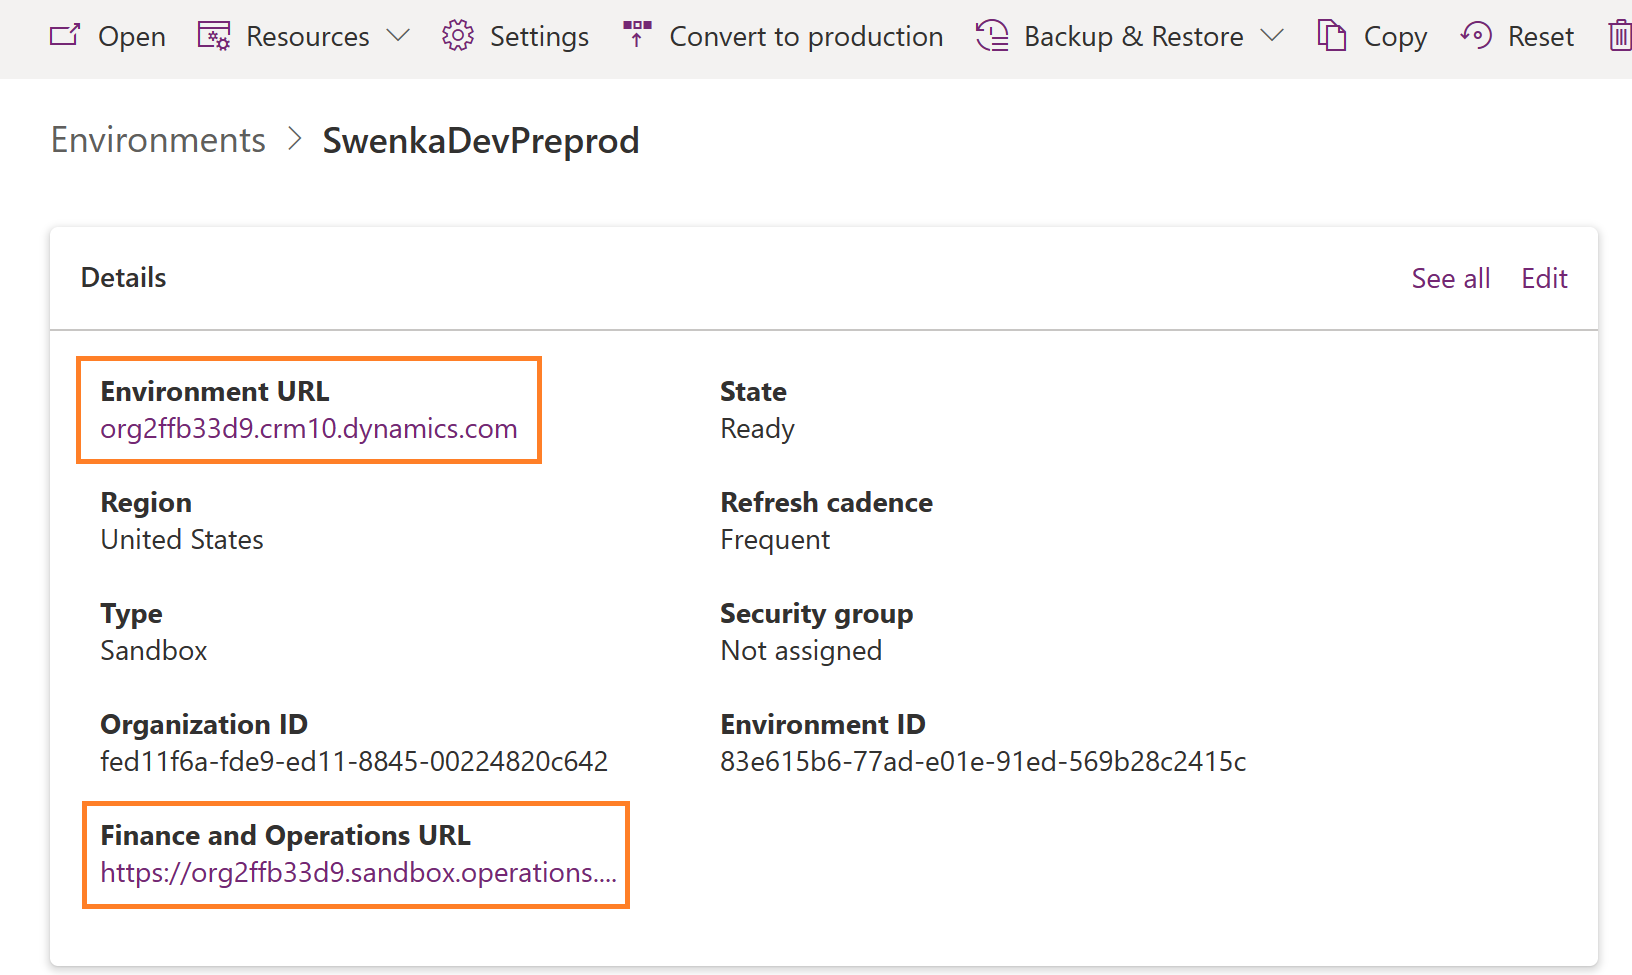 Open Resources Settings Convert to production Backup & Restore Copy Reset
Environments > SwenkaDevPreprod
Details
See all Edit
Environment URL
org2ffb33d9.crm10.dynamics.com
State
Ready
Region
United States
Refresh cadence
Frequent
Type
Sandbox
Security group
Not assigned
Organization ID
fed11f6a-fde9-ed11-8845-00224820c642
Environment ID
83e615b6-77ad-e01e-91ed-569b28c2415c
Finance and Operations URL
https://org2ffb33d9.sandbox.operations....